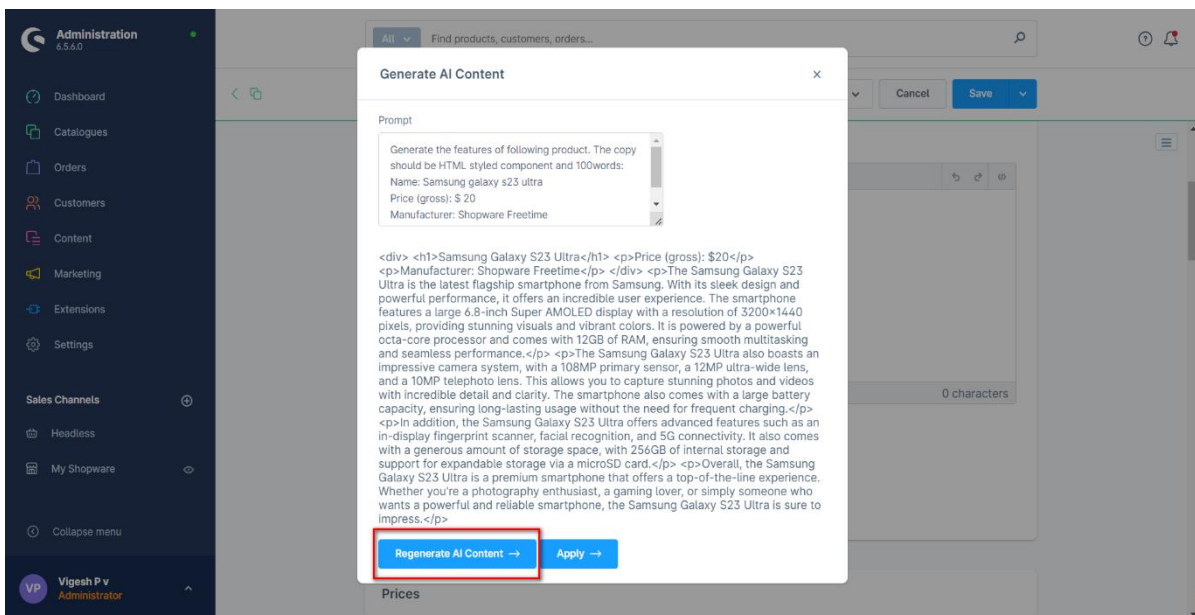 Administration
6.5.6.0
All
Find products, customers, orders...
Dashboard
Catalogues
Orders
Customers
Content
Marketing
Extensions
Settings
Sales Channels
Headless
My Shopware
Collapse menu
VP
Vigesh P v
Administrator
Cancel
Save
Generate AI Content
Prompt
Generate the features of following product. The copy
should be HTML styled component and 100words:
Name: Samsung galaxy s23 ultra
Price (gross): $ 20
Manufacturer: Shopware Freetime
<div> <h1>Samsung Galaxy S23 Ultra</h1> <p>Price (gross): $20</p>
<p>Manufacturer: Shopware Freetime</p> </div> <p>The Samsung Galaxy S23
Ultra is the latest flagship smartphone from Samsung. With its sleek design and
powerful performance, it offers an incredible user experience. The smartphone
features a large 6.8-inch Super AMOLED display with a resolution of 3200×1440
pixels, providing stunning visuals and vibrant colors. It is powered by a powerful
octa-core processor and comes with 12GB of RAM, ensuring smooth multitasking
and seamless performance.</p> <p>The Samsung Galaxy S23 Ultra also boasts an
impressive camera system, with a 108MP primary sensor, a 12MP ultra-wide lens,
and a 10MP telephoto lens. This allows you to capture stunning photos and videos
with incredible detail and clarity. The smartphone also comes with a large battery
capacity, ensuring long-lasting usage without the need for frequent charging.</p>
<p>In addition, the Samsung Galaxy S23 Ultra offers advanced features such as an
in-display fingerprint scanner, facial recognition, and 5G connectivity. It also comes
with a generous amount of storage space, with 256GB of internal storage and
support for expandable storage via a microSD card.</p> <p>Overall, the Samsung
Galaxy S23 Ultra is a premium smartphone that offers a top-of-the-line experience.
Whether you're a photography enthusiast, a gaming lover, or simply someone who
wants a powerful and reliable smartphone, the Samsung Galaxy S23 Ultra is sure to
impress.</p>
Regenerate AI Content →
Apply →
0 characters
Prices